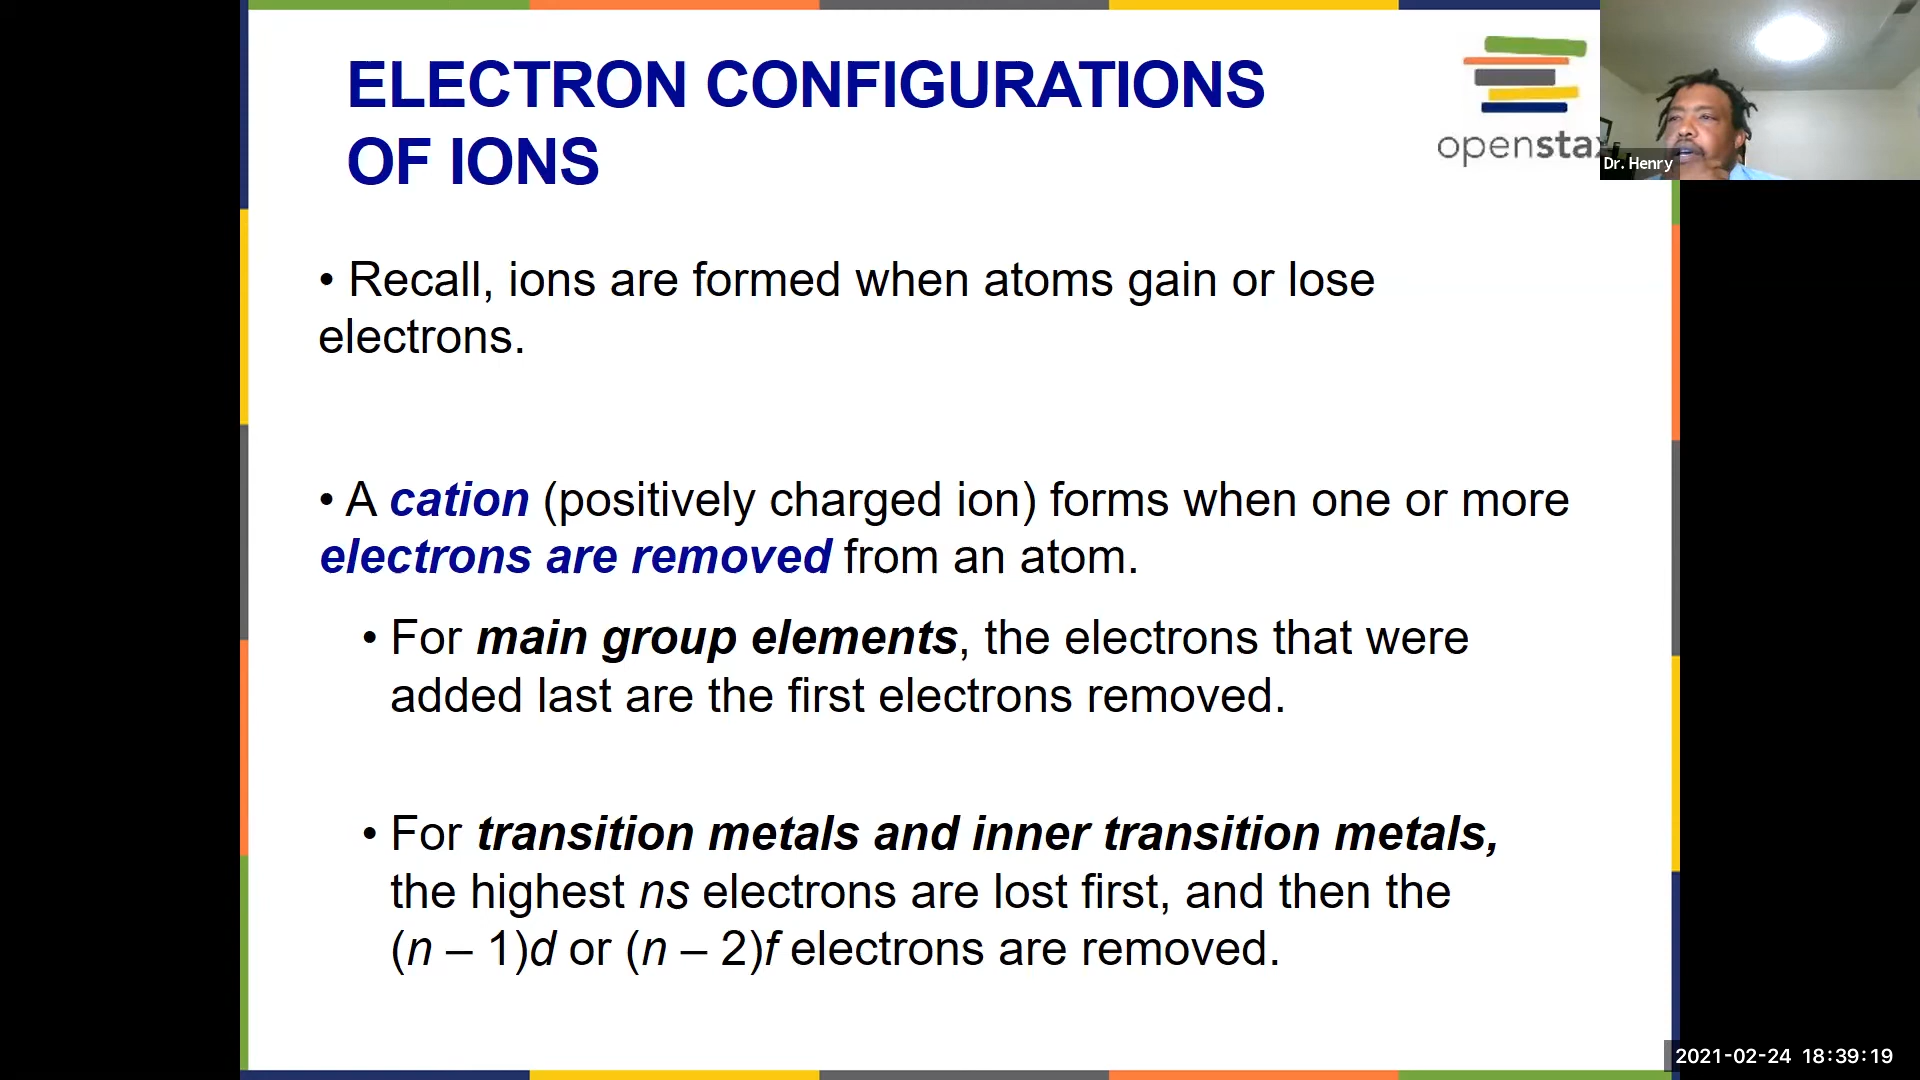 ELECTRON CONFIGURATIONS
OF IONS
openstax
Dr. Henry
• Recall, ions are formed when atoms gain or lose
electrons.
• A cation (positively charged ion) forms when one or more
electrons are removed from an atom.
• For main group elements, the electrons that were
added last are the first electrons removed.
• For transition metals and inner transition metals,
the highest ns electrons are lost first, and then the
(n – 1)d or (n – 2)f electrons are removed.
2021-02-24 18:39:19